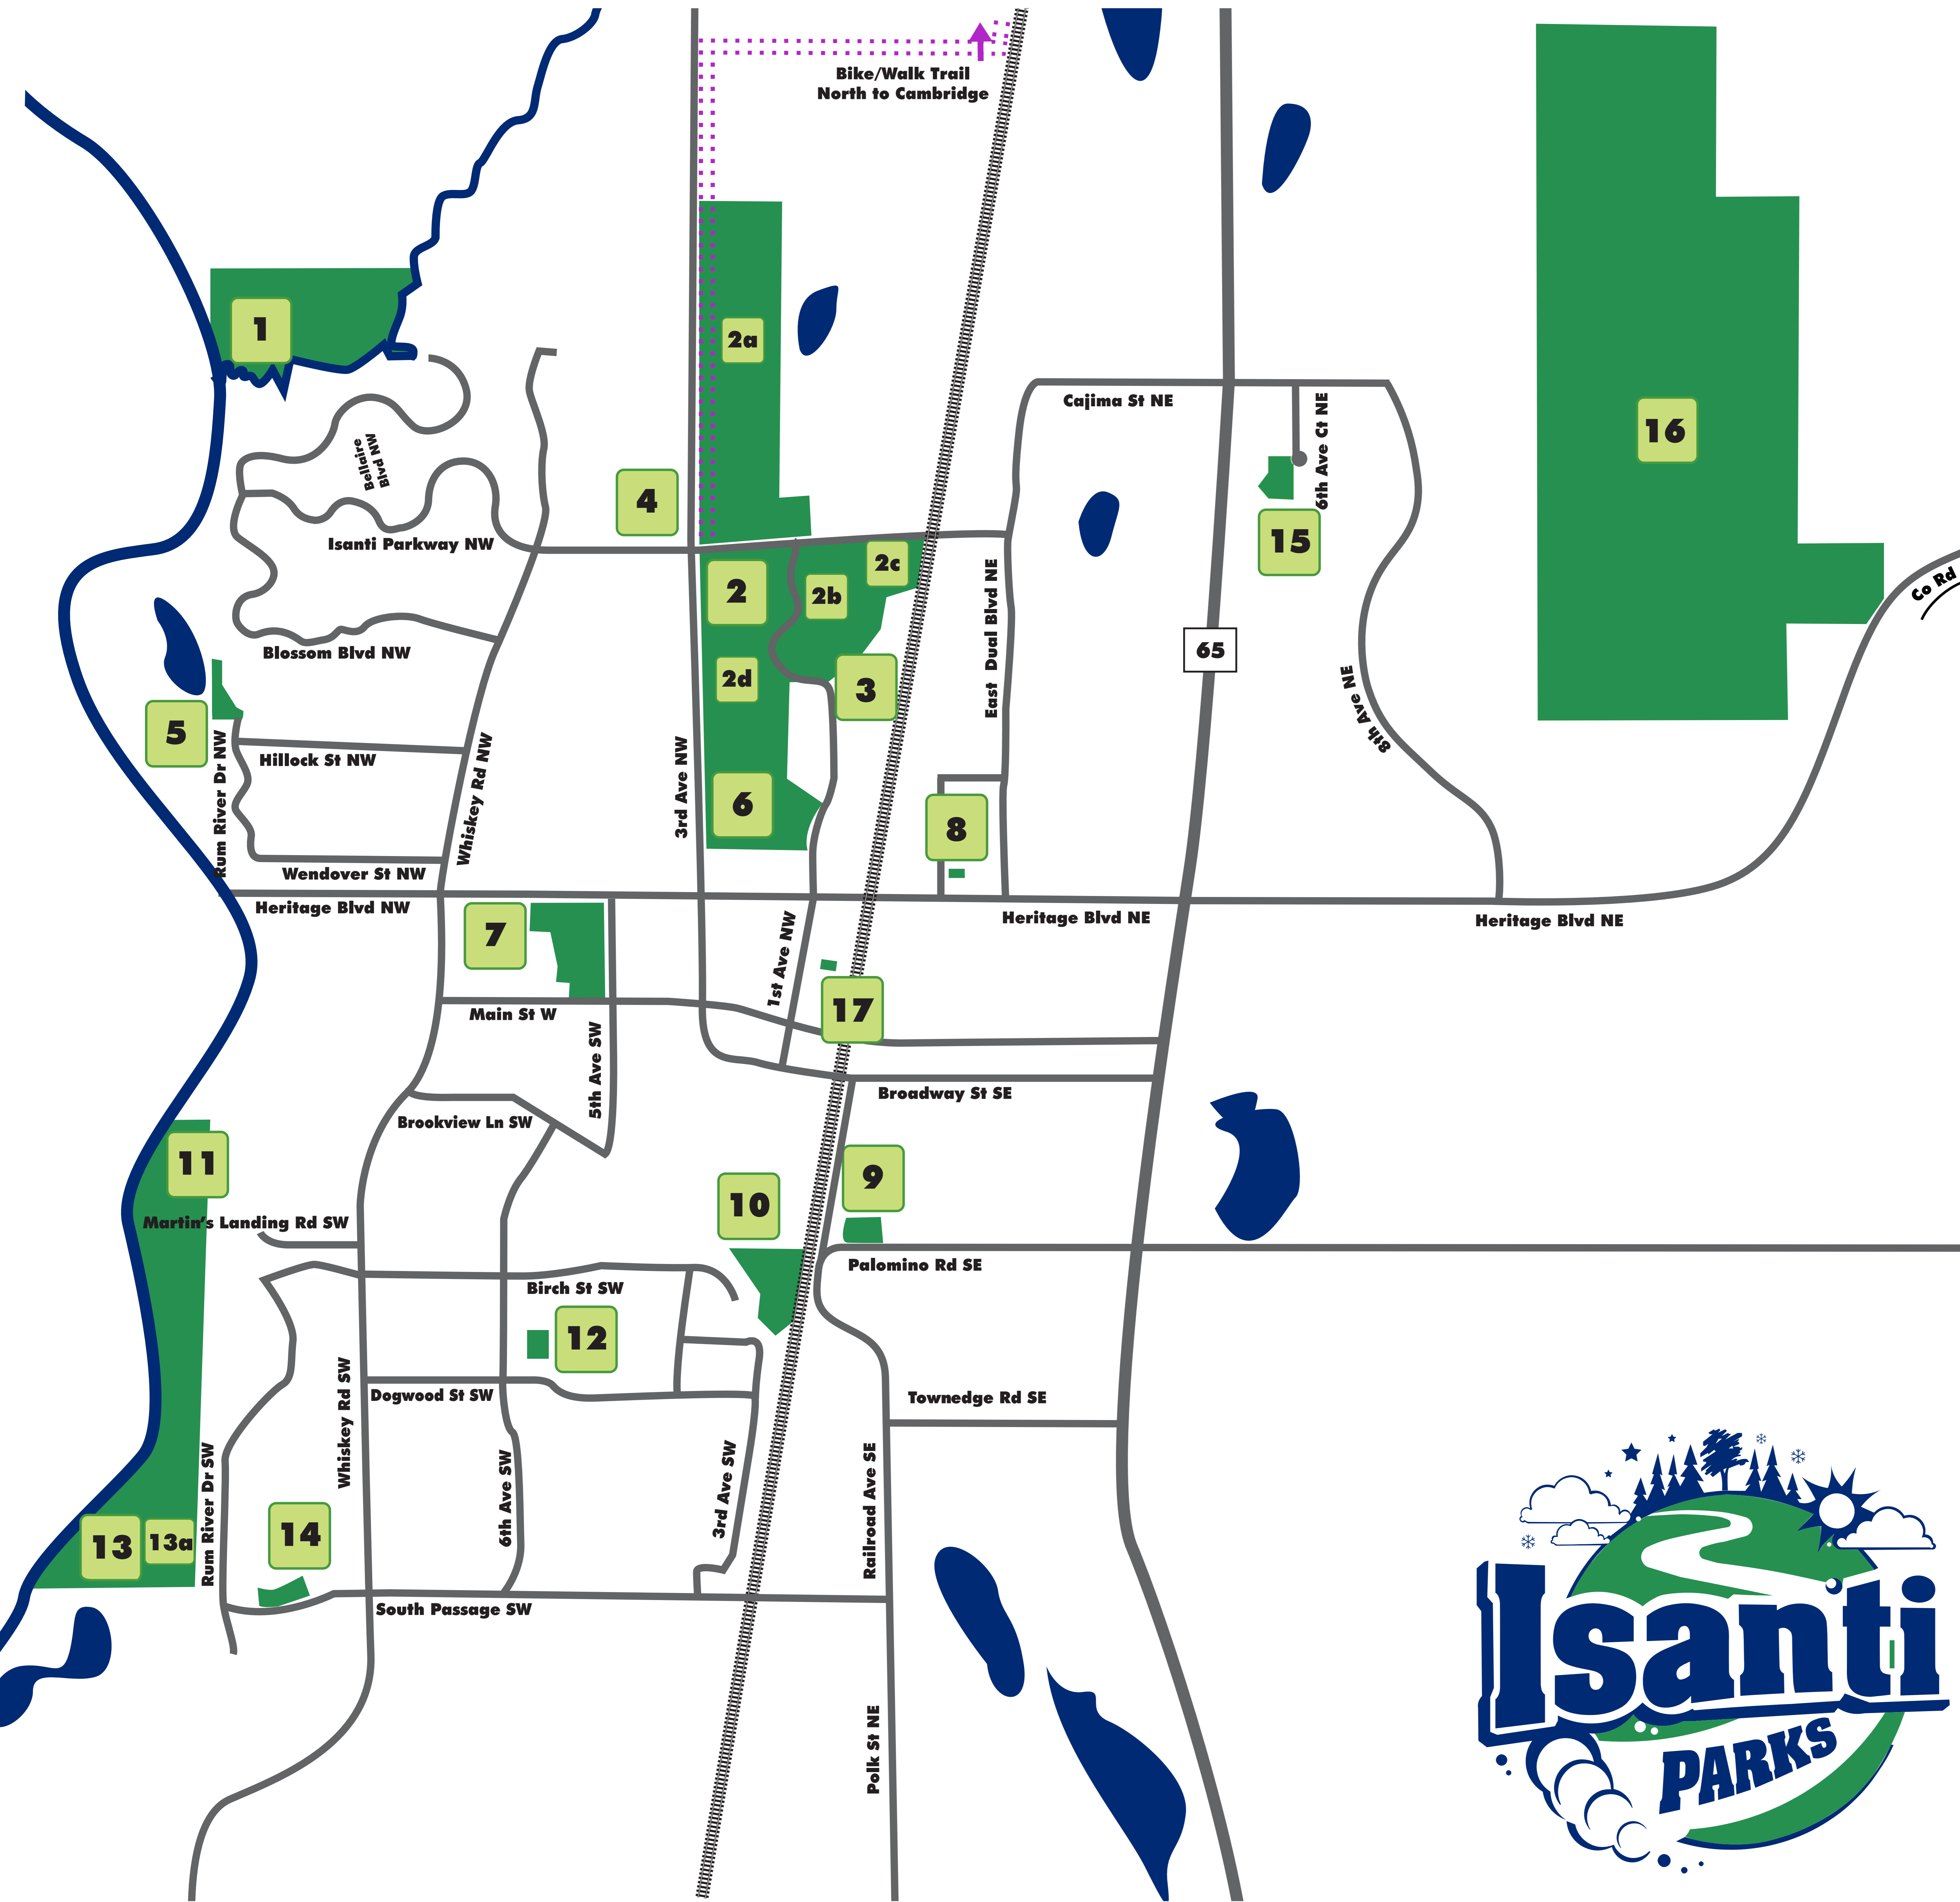 Bike/Walk Trail
North to Cambridge
1
2a
Cajima St NE
6th Ave Ct NE
16
Bellaire
Blvd NW
4
Isanti Parkway NW
15
2
2b
2c
Co Rd
East Dual Blvd NE
65
Blossom Blvd NW
2d
3
8th Ave NE
5
Rum River Dr NW
Hillock St NW
Whiskey Rd NW
3rd Ave NW
6
8
Wendover St NW
Heritage Blvd NW
Heritage Blvd NE
Heritage Blvd NE
7
1st Ave NW
17
Main St W
5th Ave SW
Broadway St SE
Brookview Ln SW
11
9
10
Martin's Landing Rd SW
Palomino Rd SE
Birch St SW
12
Whiskey Rd SW
Dogwood St SW
Townedge Rd SE
13
13a
Rum River Dr SW
14
6th Ave SW
3rd Ave SW
Railroad Ave SE
South Passage SW
Polk St NE
Isanti
PARKS